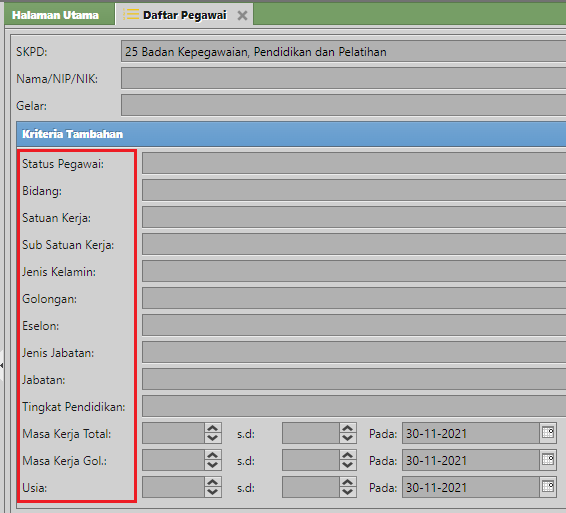 Halaman Utama Daftar Pegawai
SKPD: 25 Badan Kepegawaian, Pendidikan dan Pelatihan
Nama/NIP/NIK:
Gelar:
Kriteria Tambahan
Status Pegawai:
Bidang:
Satuan Kerja:
Sub Satuan Kerja:
Jenis Kelamin:
Golongan:
Eselon:
Jenis Jabatan:
Jabatan:
Tingkat Pendidikan:
Masa Kerja Total: s.d: Pada: 30-11-2021
Masa Kerja Gol.: s.d: Pada: 30-11-2021
Usia: s.d: Pada: 30-11-2021